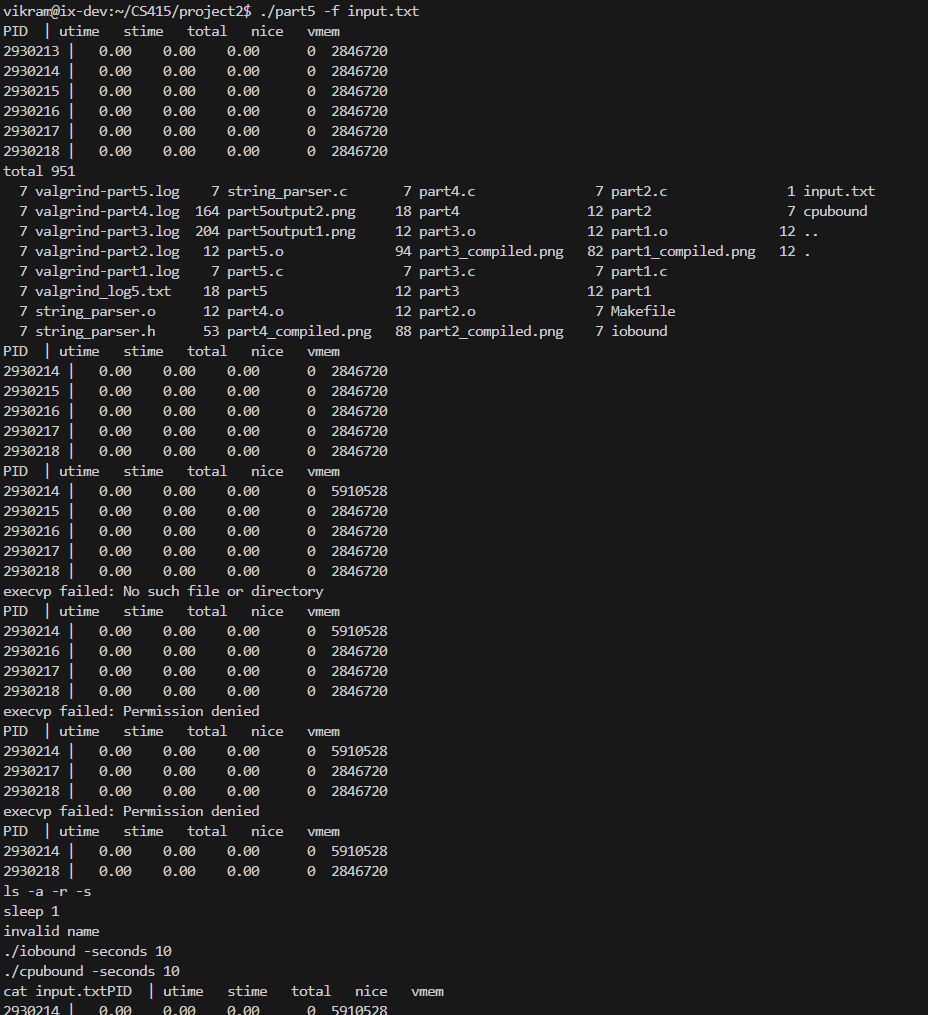 vikram@ix-dev:~/CS415/project2$ ./part5 -f input.txt
PID  | utime   stime   total   nice   vmem
2930213 |   0.00    0.00    0.00      0  2846720
2930214 |   0.00    0.00    0.00      0  2846720
2930215 |   0.00    0.00    0.00      0  2846720
2930216 |   0.00    0.00    0.00      0  2846720
2930217 |   0.00    0.00    0.00      0  2846720
2930218 |   0.00    0.00    0.00      0  2846720
total 951
  7 valgrind-part5.log    7 string_parser.c        7 part4.c               7 part2.c               1 input.txt
  7 valgrind-part4.log  164 part5output2.png     18 part4                12 part2                 7 cpubound
  7 valgrind-part3.log  204 part5output1.png     12 part3.o              12 part1.o              12 ..
  7 valgrind-part2.log   12 part5.o              94 part3_compiled.png   82 part1_compiled.png   12 .
  7 valgrind-part1.log    7 part5.c               7 part3.c               7 part1.c
  7 valgrind_log5.txt    18 part5                12 part3                12 part1
  7 string_parser.o      12 part4.o              12 part2.o               7 Makefile
  7 string_parser.h      53 part4_compiled.png   88 part2_compiled.png    7 iobound
PID  | utime   stime   total   nice   vmem
2930214 |   0.00    0.00    0.00      0  2846720
2930215 |   0.00    0.00    0.00      0  2846720
2930216 |   0.00    0.00    0.00      0  2846720
2930217 |   0.00    0.00    0.00      0  2846720
2930218 |   0.00    0.00    0.00      0  2846720
PID  | utime   stime   total   nice   vmem
2930214 |   0.00    0.00    0.00      0  5910528
2930215 |   0.00    0.00    0.00      0  2846720
2930216 |   0.00    0.00    0.00      0  2846720
2930217 |   0.00    0.00    0.00      0  2846720
2930218 |   0.00    0.00    0.00      0  2846720
execvp failed: No such file or directory
PID  | utime   stime   total   nice   vmem
2930214 |   0.00    0.00    0.00      0  5910528
2930216 |   0.00    0.00    0.00      0  2846720
2930217 |   0.00    0.00    0.00      0  2846720
2930218 |   0.00    0.00    0.00      0  2846720
execvp failed: Permission denied
PID  | utime   stime   total   nice   vmem
2930214 |   0.00    0.00    0.00      0  5910528
2930217 |   0.00    0.00    0.00      0  2846720
2930218 |   0.00    0.00    0.00      0  2846720
execvp failed: Permission denied
PID  | utime   stime   total   nice   vmem
2930214 |   0.00    0.00    0.00      0  5910528
2930218 |   0.00    0.00    0.00      0  2846720
ls -a -r -s
sleep 1
invalid name
./iobound -seconds 10
./cpubound -seconds 10
cat input.txtPID  | utime   stime   total   nice   vmem
2930214 |   0.00    0.00    0.00      0  5910528